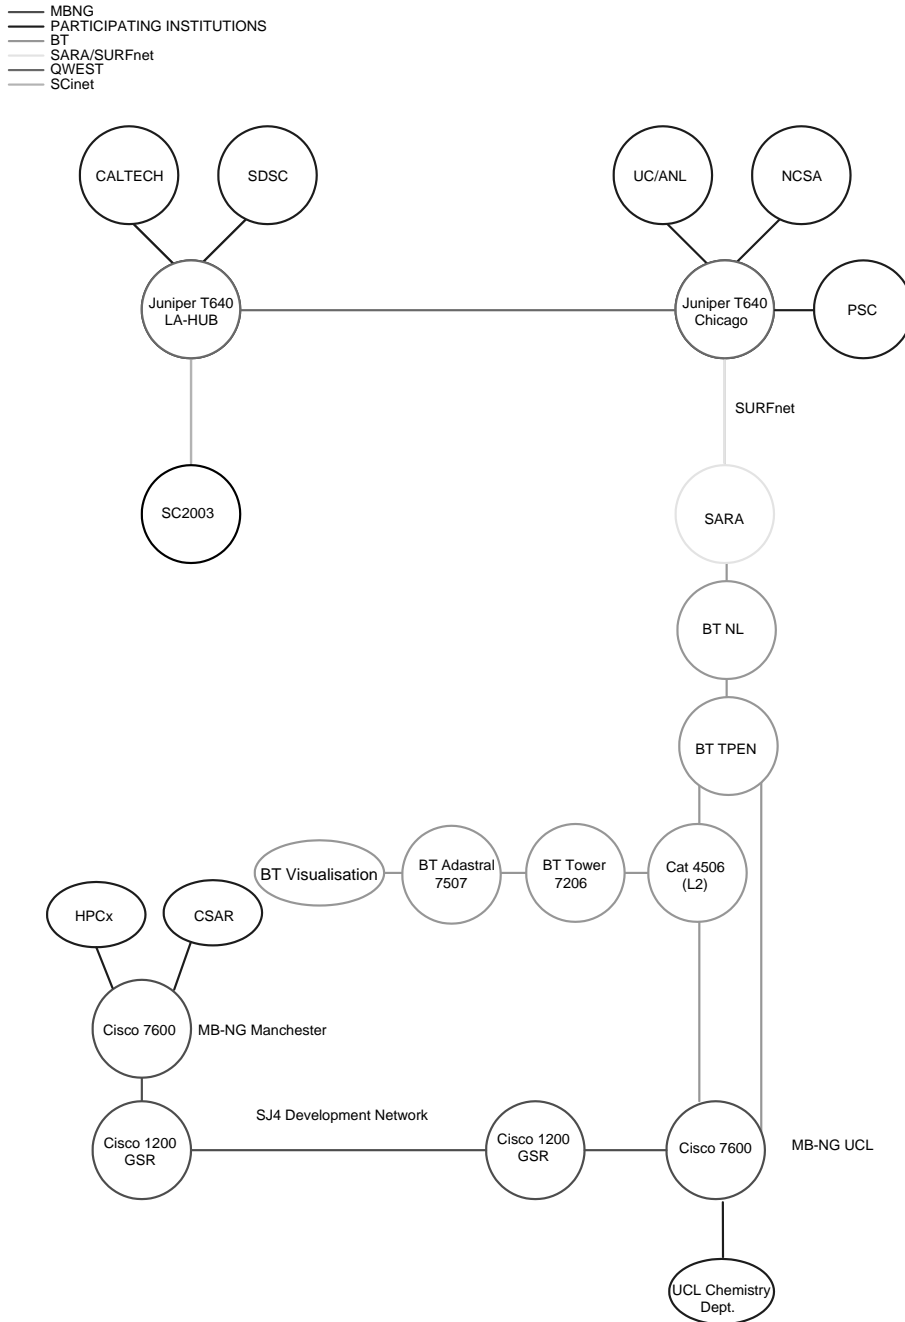 MBNG
PARTICIPATING INSTITUTIONS
BT
SARA/SURFnet
QWEST
SCinet
CALTECH
SDSC
UC/ANL
NCSA
Juniper T640
LA-HUB
Juniper T640
Chicago
PSC
SURFnet
SC2003
SARA
BT NL
BT TPEN
BT Visualisation
BT Adastral
7507
BT Tower
7206
Cat 4506
(L2)
HPCx
CSAR
Cisco 7600
MB-NG Manchester
SJ4 Development Network
Cisco 1200
GSR
Cisco 1200
GSR
Cisco 7600
MB-NG UCL
UCL Chemistry
Dept.